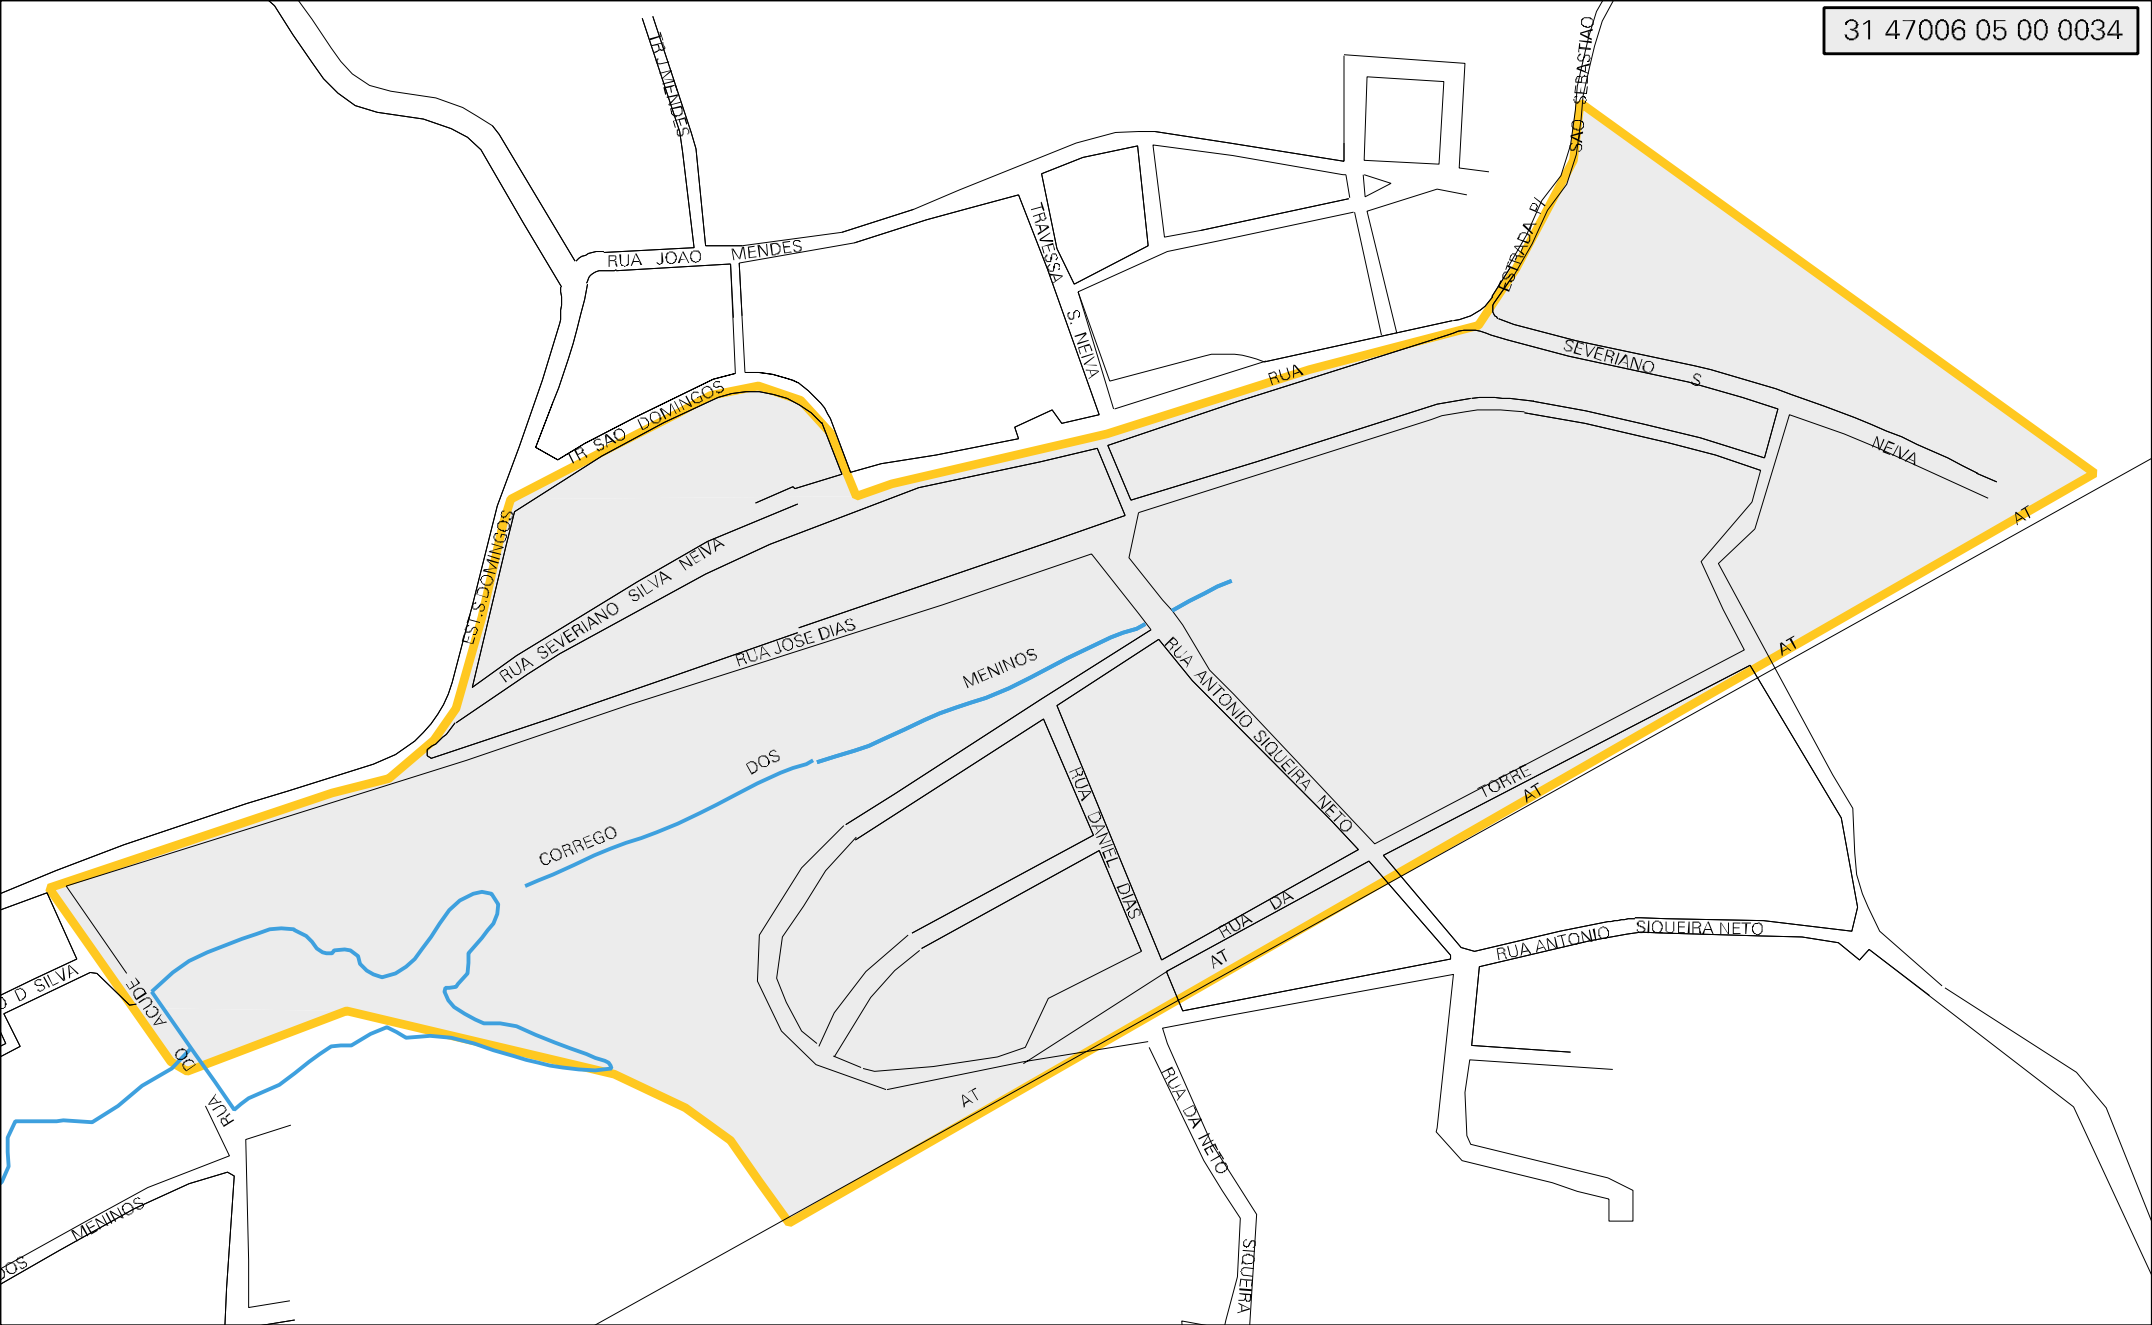 31 47006 05 00 0034
TR J MENDES
SAO SEBASTIAO
ESTRADA P/
RUA JOAO MENDES
TRAVESSA S. NEIVA
SEVERIANO S NEIVA
RUA
TR SAO DOMINGOS
EST.S.DOMINGOS
RUA SEVERIANO SILVA NEIVA
RUA JOSE DIAS
AT
AT
CORREGO DOS MENINOS
RUA ANTONIO SIQUEIRA NETO
RUA DANIEL DIAS
RUA DA TORRE
AT
AT
AT
RUA ANTONIO SIQUEIRA NETO
O D SILVA
RUA DO ACUDE
RUA DA NETO
SIQUEIRA
DOS MENINOS